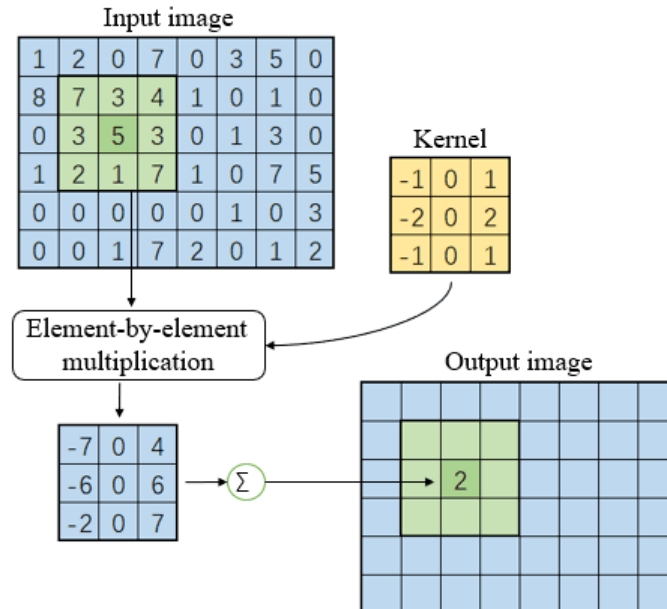 Input image
1 2 0 7 0 3 5 0
8 7 3 4 1 0 1 0
0 3 5 3 0 1 3 0
1 2 1 7 1 0 7 5
0 0 0 0 0 1 0 3
0 0 1 7 2 0 1 2
Kernel
-1 0 1
-2 0 2
-1 0 1
Element-by-element
multiplication
Output image
-7 0 4
-6 0 6
-2 0 7
Σ
2